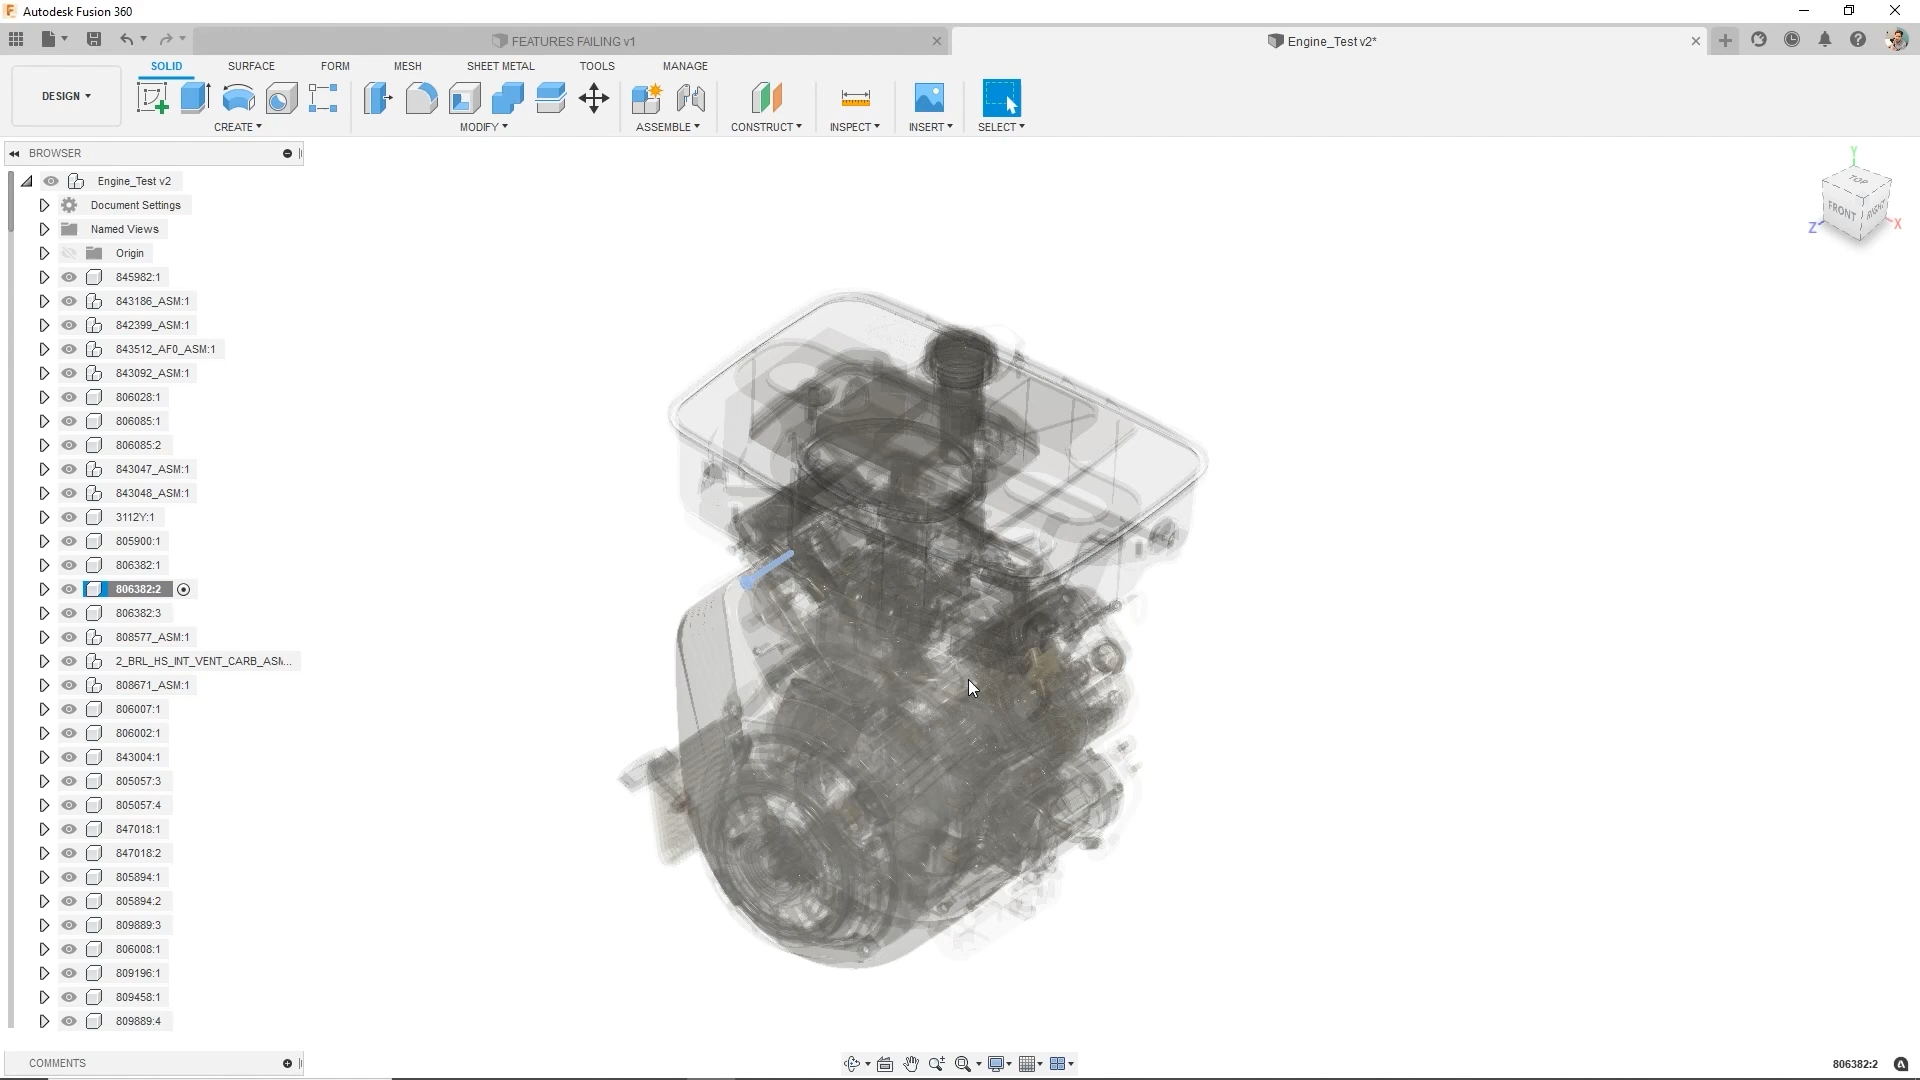 Autodesk Fusion 360
FEATURES FAILING v1
Engine_Test v2*
DESIGN
SOLID SURFACE FORM MESH SHEET METAL TOOLS MANAGE
CREATE MODIFY ASSEMBLE CONSTRUCT INSPECT INSERT SELECT
BROWSER
Engine_Test v2
Document Settings
Named Views
Origin
845982:1
843186_ASM:1
842399_ASM:1
843512_AF0_ASM:1
843092_ASM:1
806028:1
806085:1
806085:2
843047_ASM:1
843048_ASM:1
3112Y:1
805900:1
806382:1
806382:2
806382:3
808577_ASM:1
2_BRL_HS_INT_VENT_CARB_ASM...
808671_ASM:1
806007:1
806002:1
843004:1
805057:3
805057:4
847018:1
847018:2
805894:1
805894:2
809889:3
806008:1
809196:1
809458:1
809889:4
Y
TOP
FRONT RIGHT
Z X
COMMENTS
806382:2